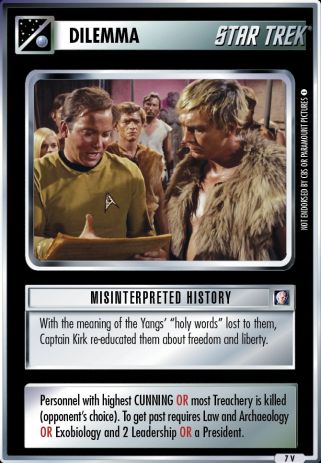 DILEMMA
STAR TREK
NOT ENDORSED BY CBS OR PARAMOUNT PICTURES
MISINTERPRETED HISTORY
With the meaning of the Yangs' “holy words” lost to them,
Captain Kirk re-educated them about freedom and liberty.
Personnel with highest CUNNING OR most Treachery is killed
(opponent's choice). To get past requires Law and Archaeology
OR Exobiology and 2 Leadership OR a President.
7 V